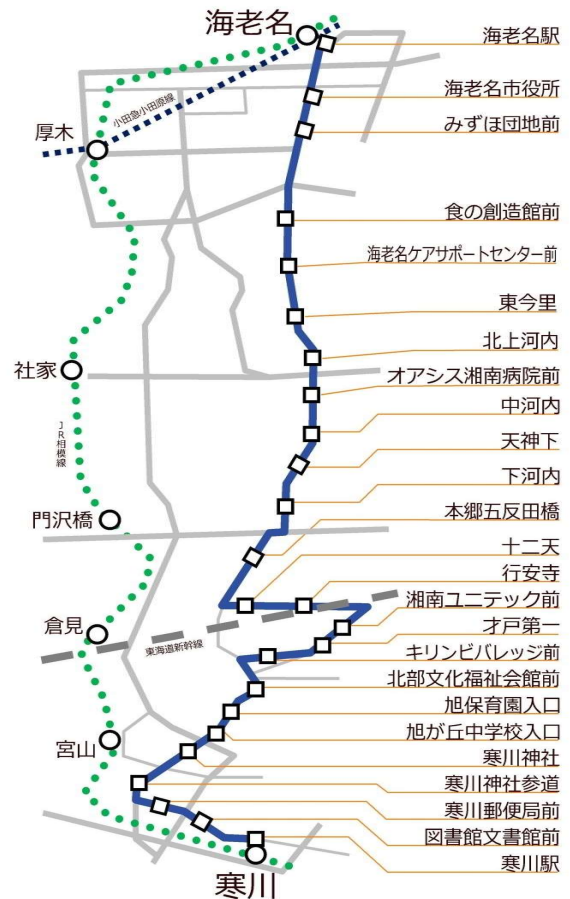 海老名
小田急小田原線
厚木
社家
JR相模線
門沢橋
倉見
東海道新幹線
宮山
寒川
海老名駅
海老名市役所
みずほ団地前
食の創造館前
海老名ケアサポートセンター前
東今里
北上河内
オアシス湘南病院前
中河内
天神下
下河内
本郷五反田橋
十二天
行安寺
湘南ユニテック前
才戸第一
キリンビバレッジ前
北部文化福祉会館前
旭保育園入口
旭が丘中学校入口
寒川神社
寒川神社参道
寒川郵便局前
図書館文書館前
寒川駅